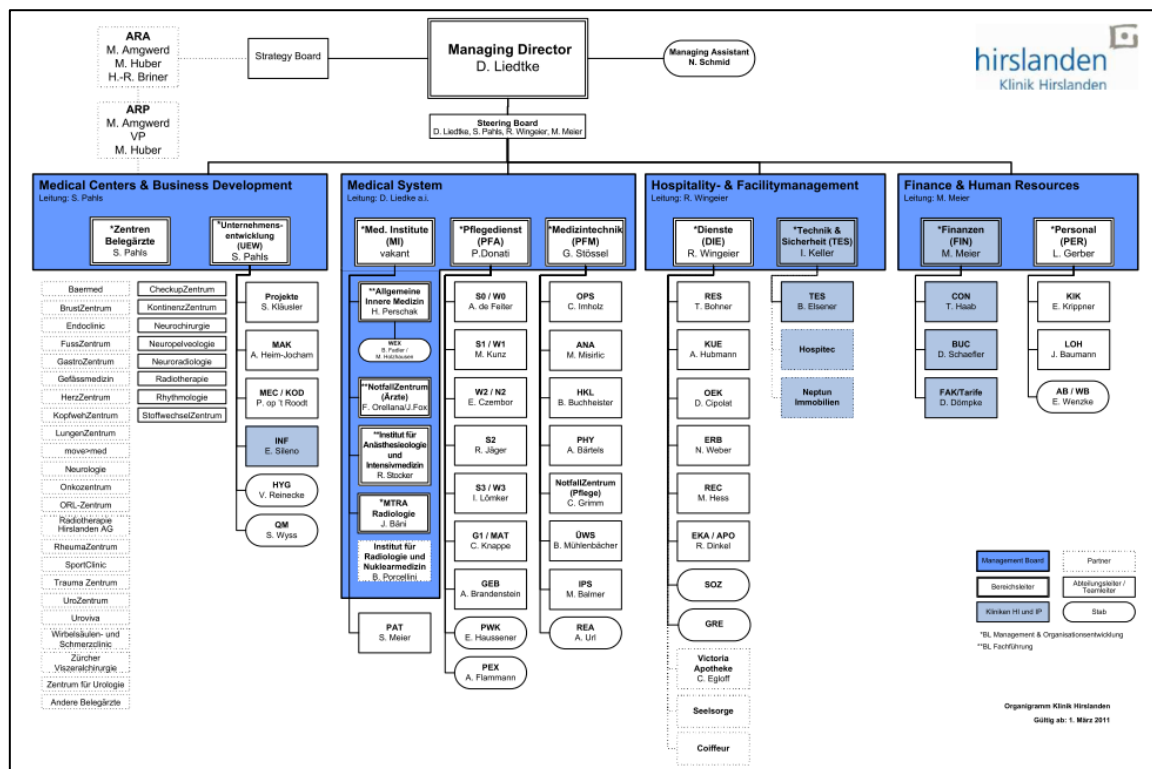 ARA
M. Amgwerd
M. Huber
H.-R. Briner
Strategy Board
Managing Director
D. Liedtke
Managing Assistant
N. Schmid
hirslanden
Klinik Hirslanden
ARP
M. Amgwerd
VP
M. Huber
Steering Board
D. Liedtke, S. Pahls, R. Wingeier, M. Meier
Medical Centers & Business Development
Leitung: S. Pahls
*Zentren
Belegärzte
S. Pahls
*Unternehmens-
entwicklung
(UEW)
S. Pahls
Baermed
BrustZentrum
Endoclinic
FussZentrum
GastroZentrum
Gefässmedizin
HerzZentrum
KopfwehZentrum
LungenZentrum
move>med
Neurologie
Onkozentrum
ORL-Zentrum
Radiotherapie
Hirslanden AG
RheumaZentrum
SportClinic
Trauma Zentrum
UroZentrum
Uroviva
Wirbelsäulen- und
Schmerzclinic
Zürcher
Viszeralchirurgie
Zentrum für Urologie
Andere Belegärzte
CheckupZentrum
KontinenzZentrum
Neurochirurgie
Neuropelveologie
Neuroradiologie
Radiotherapie
Rhythmologie
StoffwechselZentrum
Projekte
S. Kläusler
MAK
A. Heim-Jocham
MEC / KOD
P. op 't Roodt
INF
E. Sileno
HYG
V. Reinecke
QM
S. Wyss
Medical System
Leitung: D. Liedke a.i.
*Med. Institute
(MI)
vakant
*Pflegedienst
(PFA)
P.Donati
*Medizintechnik
(PFM)
G. Stössel
**Allgemeine
Innere Medizin
H. Perschak
WEX
B. Fedler /
M. Holzhausen
**NotfallZentrum
(Ärzte)
F. Orellana/J.Fox
**Institut für
Anästhesieologie und
Intensivmedizin
R. Stocker
*MTRA
Radiologie
J. Bäni
Institut für
Radiologie und
Nuklearmedizin
B. Porcellini
PAT
S. Meier
S0 / W0
A. de Feiter
S1 / W1
M. Kunz
W2 / N2
E. Czembor
S2
R. Jäger
S3 / W3
I. Lömker
G1 / MAT
C. Knappe
GEB
A. Brandenstein
PWK
E. Haussener
PEX
A. Flammann
OPS
C. Imholz
ANA
M. Misirlic
HKL
B. Buchheister
PHY
A. Bärtels
NotfallZentrum
(Pflege)
C. Grimm
ÜWS
B. Mühlenbächer
IPS
M. Balmer
REA
A. Url
Hospitality- & Facilitymanagement
Leitung: R. Wingeier
*Dienste
(DIE)
R. Wingeier
*Technik &
Sicherheit (TES)
I. Keller
RES
T. Bohner
KUE
A. Hubmann
OEK
D. Cipolat
ERB
N. Weber
REC
M. Hess
EKA / APO
R. Dinkel
SOZ
GRE
Victoria
Apotheke
C. Egloff
Seelsorge
Coiffeur
TES
B. Elsener
Hospitec
Neptun
Immobilien
Finance & Human Resources
Leitung: M. Meier
*Finanzen
(FIN)
M. Meier
*Personal
(PER)
L. Gerber
CON
T. Haab
BUC
D. Schaefler
FAK/Tarife
D. Dömpke
KIK
E. Krippner
LOH
J. Baumann
AB / WB
E. Wenzke
Management Board
Partner
Bereichsleiter
Abteilungsleiter /
Teamleiter
Kliniken HI und IP
Stab
*BL Management & Organisationsentwicklung
**BL Fachführung
Organigramm Klinik Hirslanden
Gültig ab: 1. März 2011